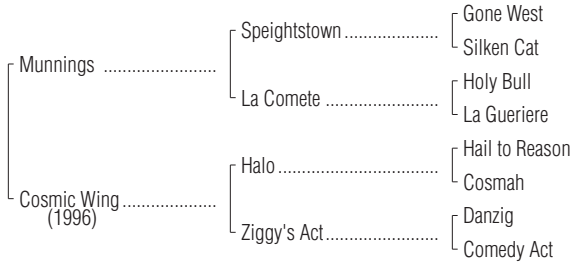 Gone West
Speightstown
Silken Cat
Munnings
Holy Bull
La Comete
La Gueriere
Hail to Reason
Halo
Cosmah
Cosmic Wing
(1996)
Danzig
Ziggy's Act
Comedy Act